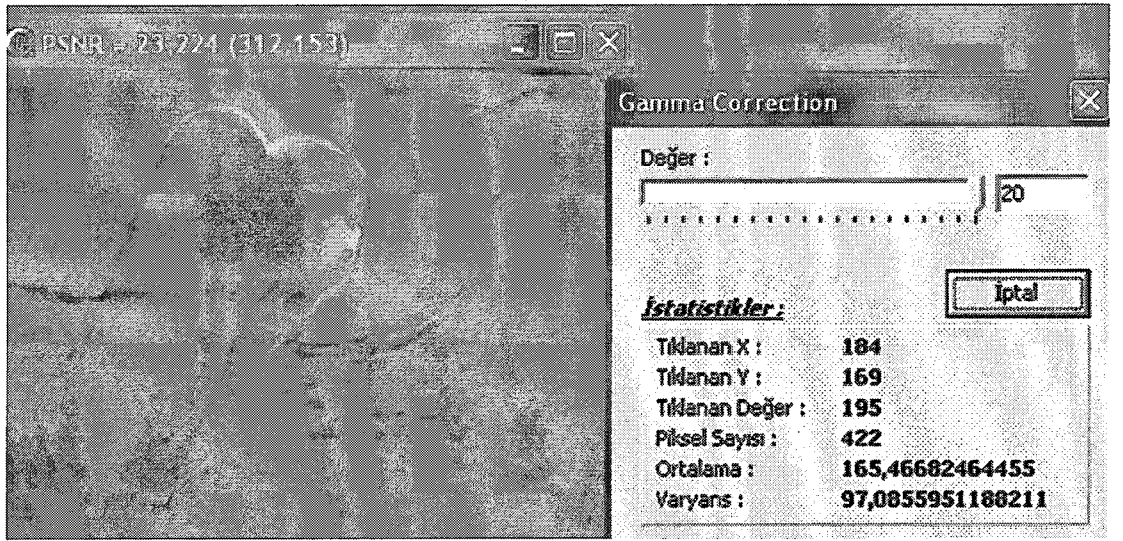 PSNR = 23,224 (312,153)
Gamma Correction
Değer :
20
İptal
İstatistikler :
Tıklanan X : 184
Tıklanan Y : 169
Tıklanan Değer : 195
Piksel Sayısı : 422
Ortalama : 165,46682464455
Varyans : 97,0855951188211